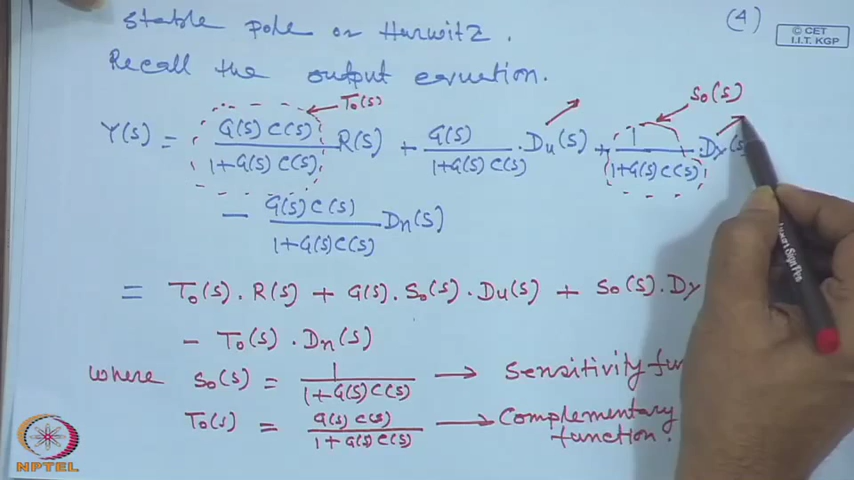 stable pole or Hurwitz.
(4)
© CET
I.I.T. KGP
Recall the output equation.
S₀(s)
T₀(s)
Y(s) = G(s)C(s) / 1+G(s)C(s) R(s) + G(s) / 1+G(s)C(s) · Du(s) + 1 / 1+G(s)C(s) · Dy(s)
− G(s)C(s) / 1+G(s)C(s) Dn(s)
= T₀(s) · R(s) + G(s) · S₀(s) · Du(s) + S₀(s) · Dy
− T₀(s) · Dn(s)
where S₀(s) = 1 / 1+G(s)C(s) → Sensitivity
T₀(s) = G(s)C(s) / 1+G(s)C(s) → Complementary
function.
NPTEL